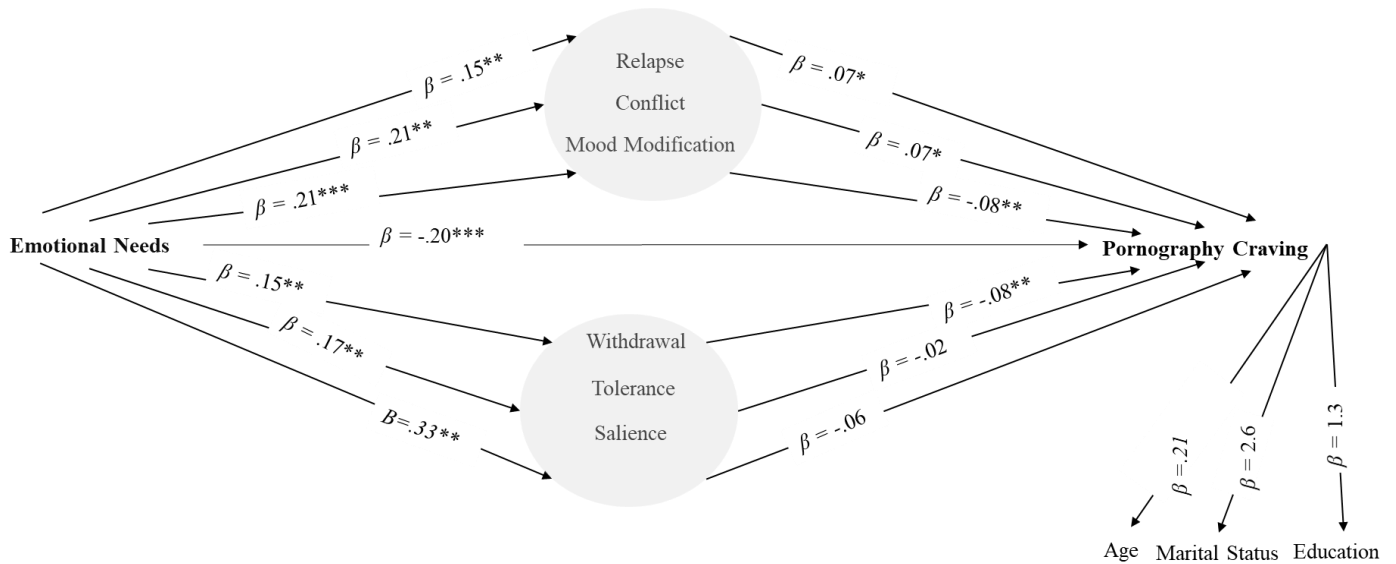 β = .15**
β = .21**
β = .21***
Relapse
Conflict
Mood Modification
β = .07*
β = .07*
β = -.08**
Emotional Needs
β = -.20***
Pornography Craving
β = .15**
β = .17**
B=.33**
Withdrawal
Tolerance
Salience
β = -.08**
β = -.02
β = -.06
β =.21
β = 2.6
β = 1.3
Age
Marital Status
Education